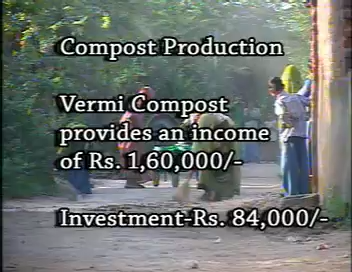 Compost Production
Vermi Compost
provides an income
of Rs. 1,60,000/-
Investment-Rs. 84,000/-